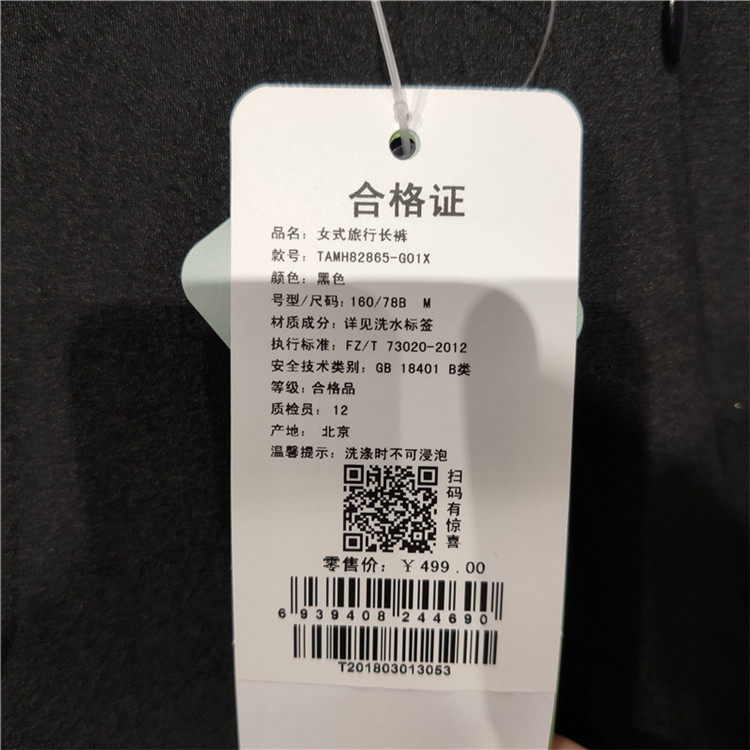 合格证
品名：女式旅行长裤
款号：TAMH82865-G01X
颜色：黑色
号型/尺码：160/78B M
材质成分：详见洗水标签
执行标准：FZ/T 73020-2012
安全技术类别：GB 18401 B类
等级：合格品
质检员：12
产地： 北京
温馨提示：洗涤时不可浸泡
扫码有惊喜
零售价：￥499.00
6 939408 244690
T201803013053